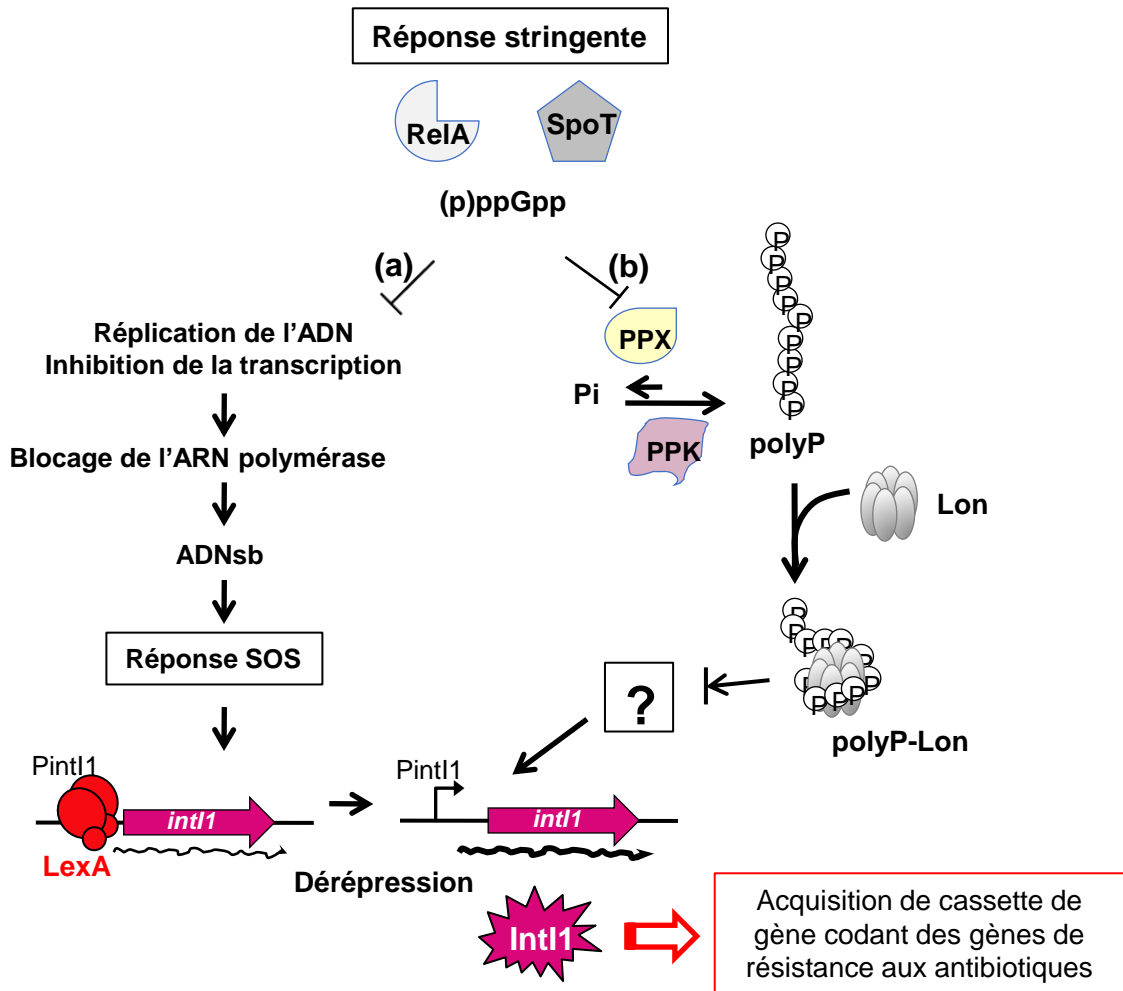 Réponse stringente
RelA
SpoT
(p)ppGpp
(a)
(b)
Réplication de l'ADN
Inhibition de la transcription
Blocage de l'ARN polymérase
ADNsb
Réponse SOS
PPX
Pi
PPK
P
P
P
P
P
P
P
P
P
polyP
Lon
P
P
P
P
P
P
P
P
P
P
P
P
P
polyP-Lon
?
PintI1
intI1
LexA
PintI1
intI1
Dérépression
IntI1
Acquisition de cassette de
gène codant des gènes de
résistance aux antibiotiques